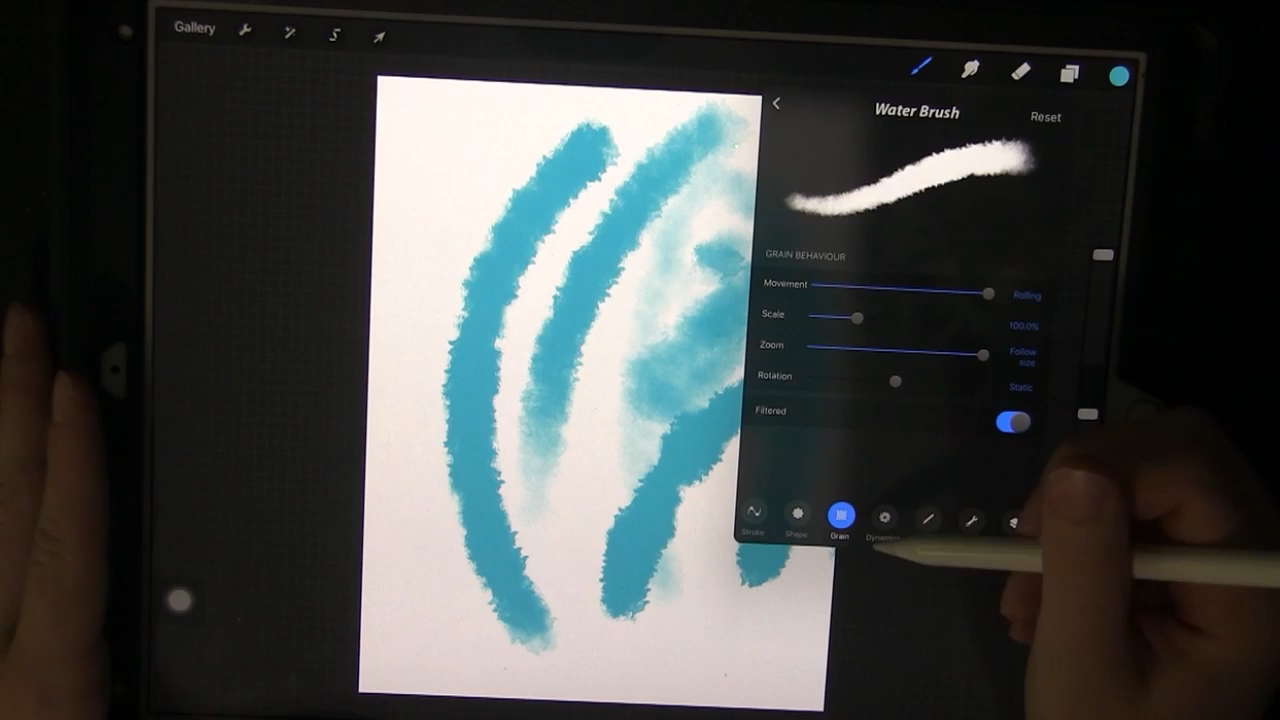 Gallery
Water Brush
Reset
GRAIN BEHAVIOUR
Movement
Rolling
Scale
100.0%
Zoom
Follow
size
Rotation
Static
Filtered
Stroke
Shape
Grain
Dynamics